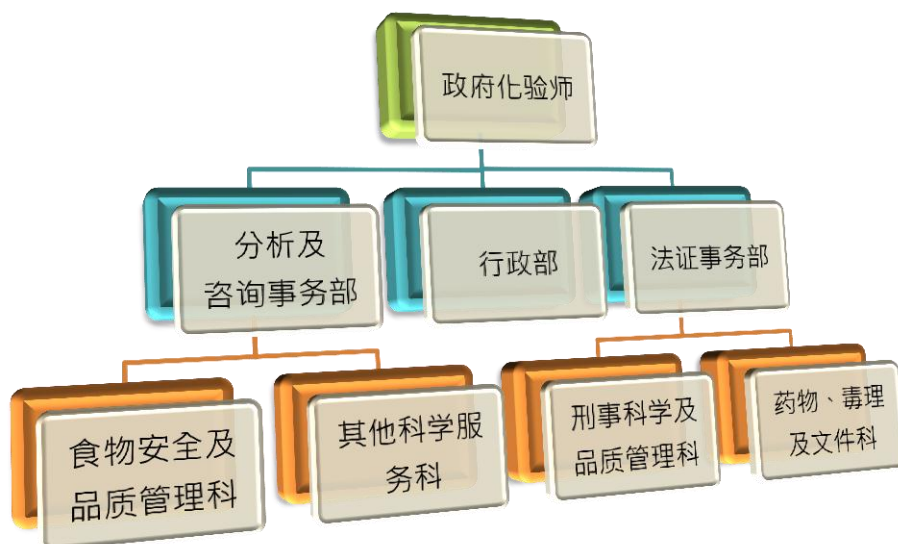 政府化验师
分析及
咨询事务部
行政部
法证事务部
食物安全及
品质管理科
其他科学服
务科
刑事科学及
品质管理科
药物、毒理
及文件科